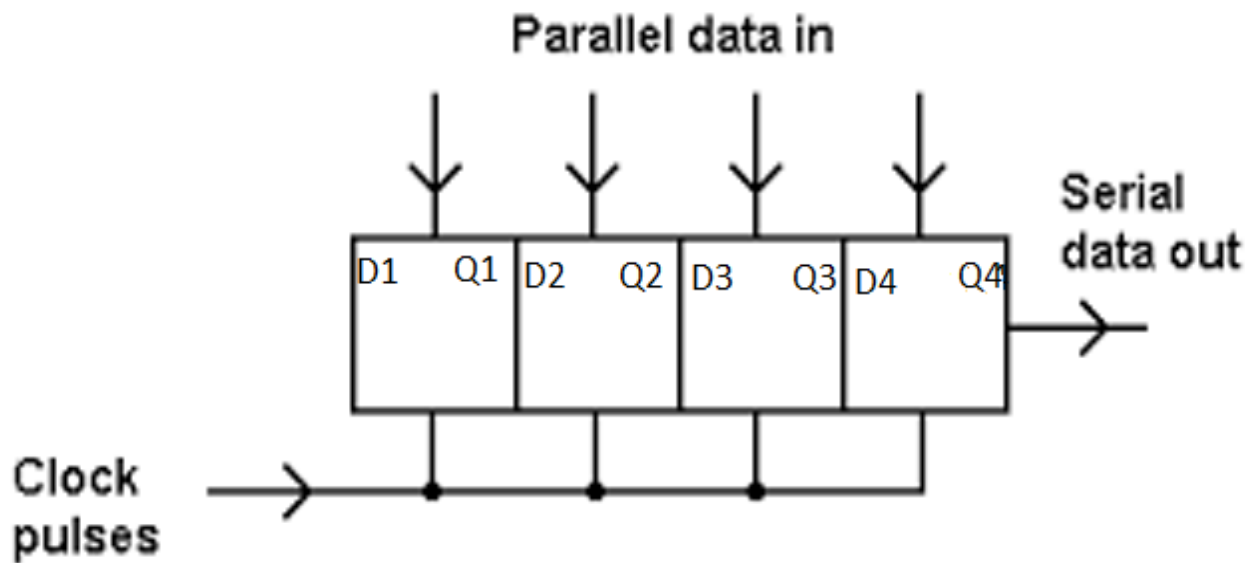 Parallel data in
Serial
data out
D1 Q1 D2 Q2 D3 Q3 D4 Q4
Clock
pulses